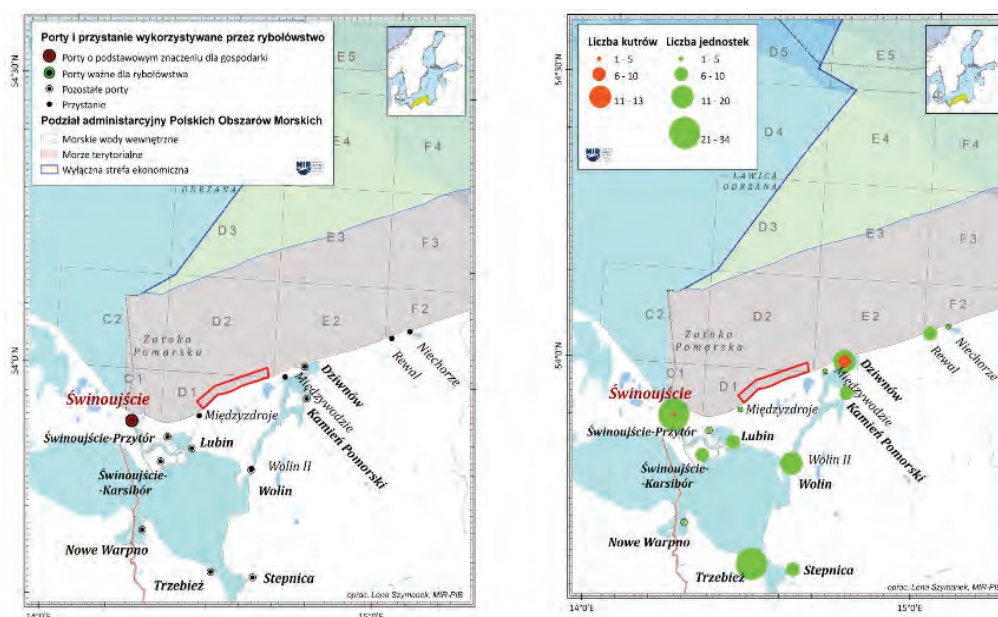 Porty i przystanie wykorzystywane przez rybołówstwo
Porty o podstawowym znaczeniu dla gospodarki
Porty ważne dla rybołówstwa
Pozostałe porty
Przystanie
Podział administarcyjny Polskich Obszarów Morskich
Morskie wody wewnętrzne
Morze terytorialne
Wyłączna strefa ekonomiczna
MIR
54°30'
E5
E4
F4
ODRZANA
D3
E3
F3
C2
D2
E2
F2
Zatoka
Pomorska
54°0'N
C1
D1
Rewal
Niechorze
Dziwnów
Międzywodzie
Kamień Pomorski
Świnoujście
Międzyzdroje
Świnoujście-Przytór
Lubin
Świnoujście-
-Karsibór
Wolin II
Wolin
Nowe Warpno
Trzebież
Stepnica
oprac. Lena Szymanek, MIR-PIB
14°0'E
15°0'E
Liczba kutrów
1 - 5
6 - 10
11 - 13
Liczba jednostek
1 - 5
6 - 10
11 - 20
21 - 34
MIR
54°30'
D5
E5
D4
E4
F4
ŁAWICA
ODRZANA
D3
E3
F3
C2
D2
E2
F2
Zatoka
Pomorska
54°0'N
C1
D1
Rewal
Niechorze
Dziwnów
Międzywodzie
Kamień Pomorski
Świnoujście
Międzyzdroje
Świnoujście-Przytór
Lubin
Świnoujście-
-Karsibór
Wolin II
Wolin
Nowe Warpno
Trzebież
Stepnica
oprac. Lena Szymanek, MIR-PIB
14°0'E
15°0'E